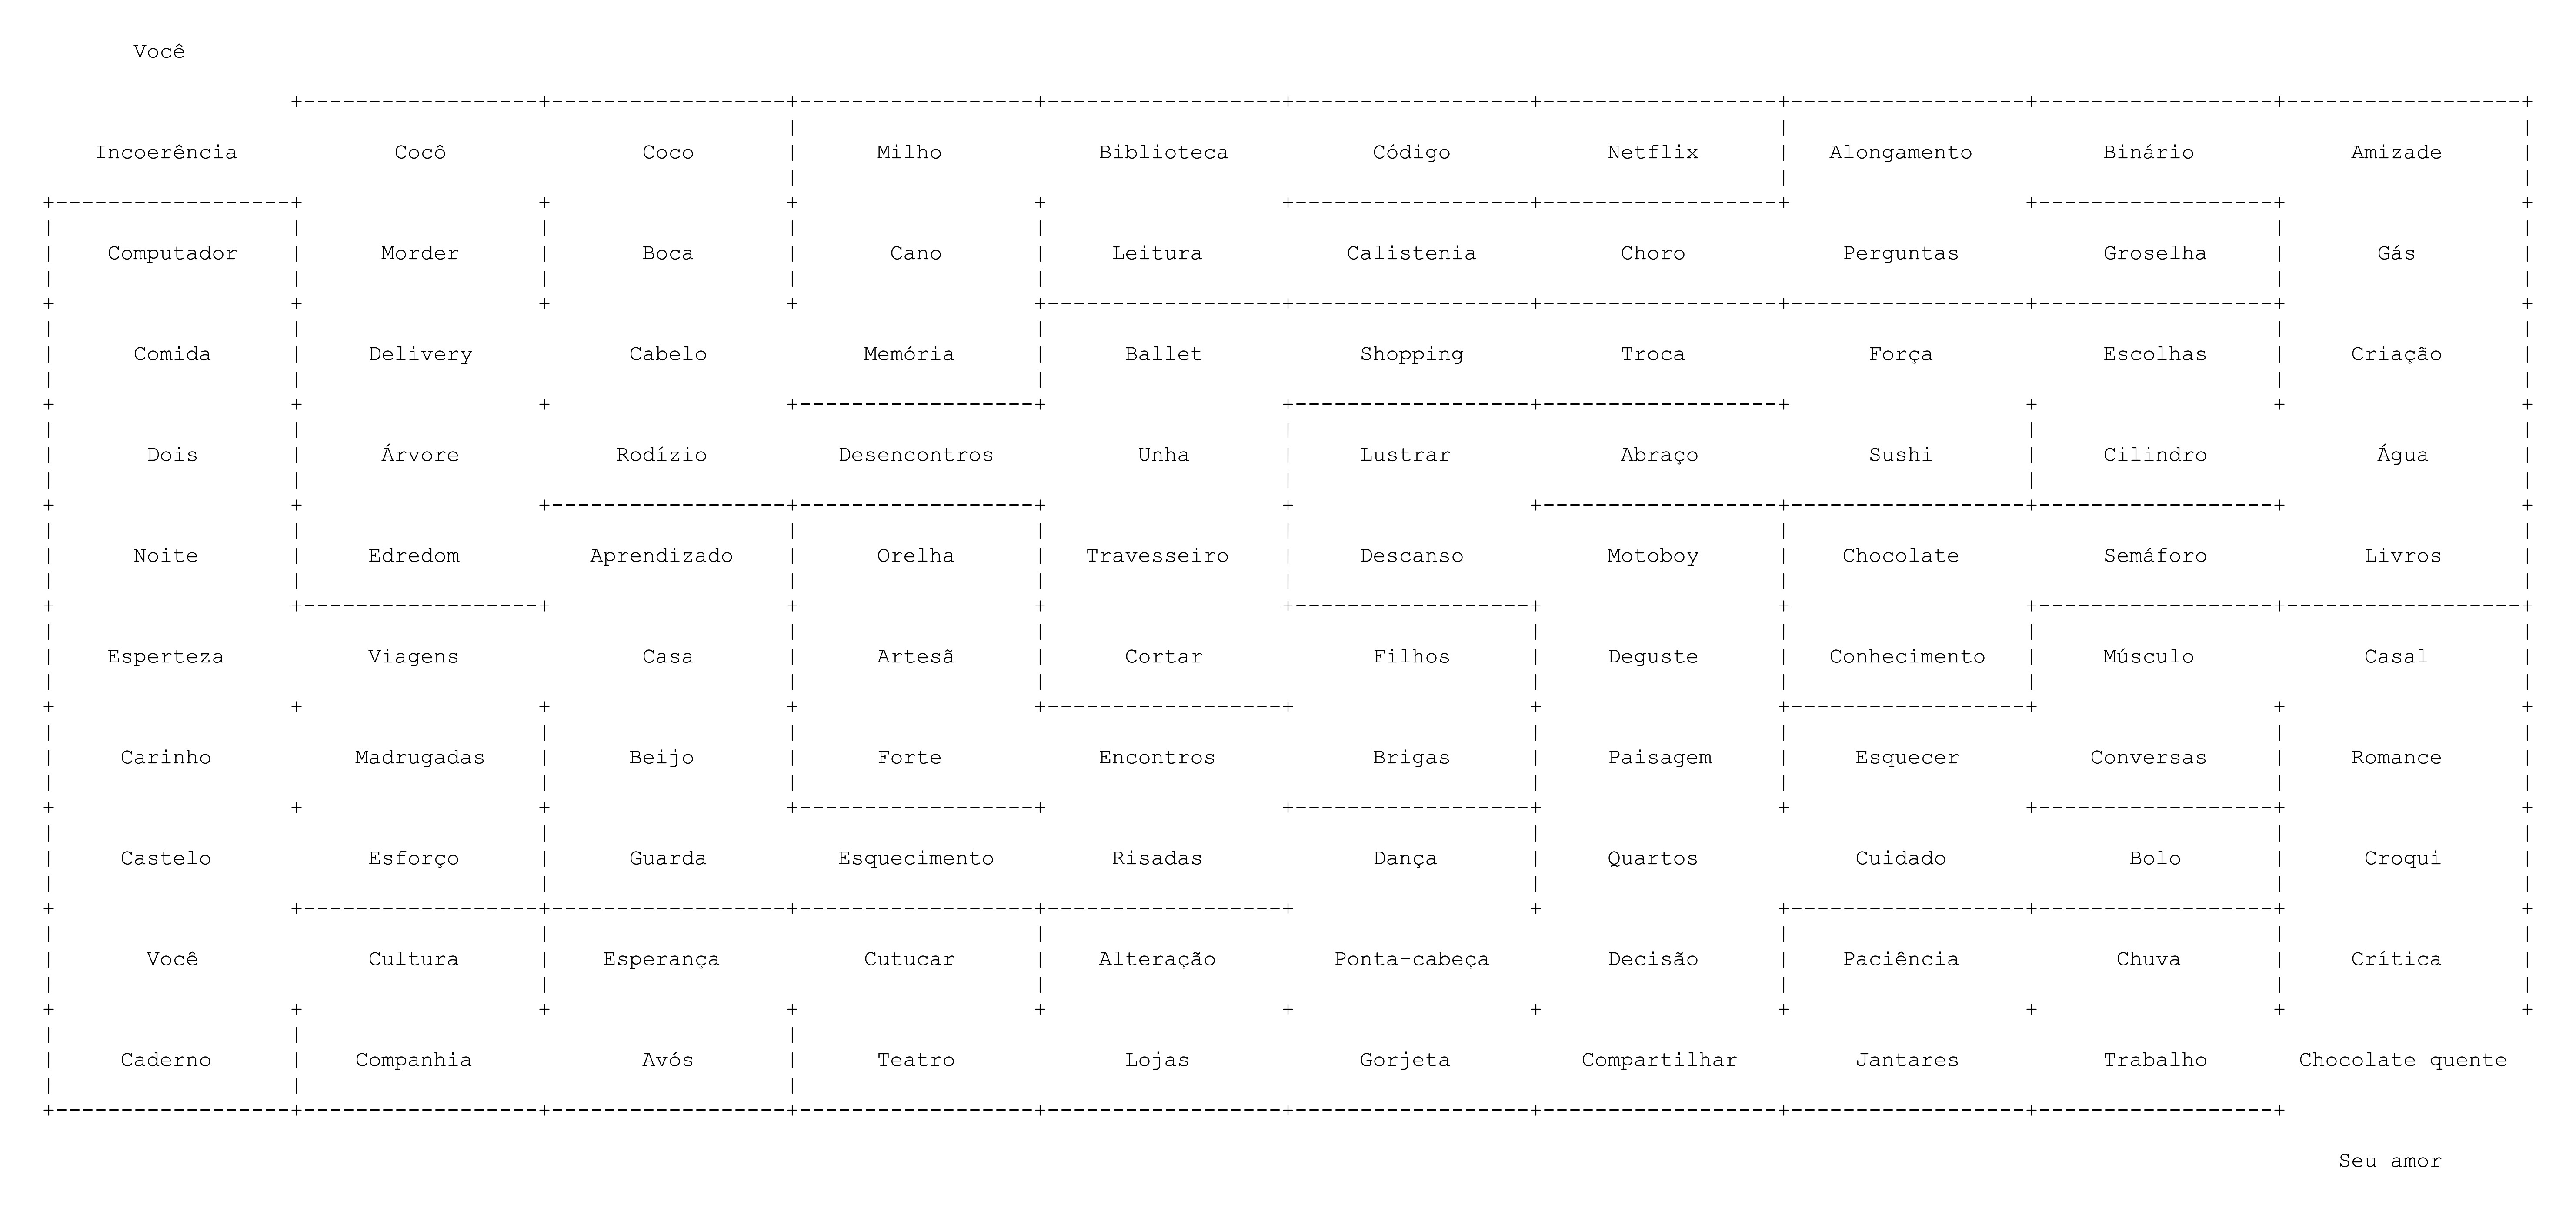 Você
Incoerência Cocô Coco Milho Biblioteca Código Netflix Alongamento Binário Amizade
Computador Morder Boca Cano Leitura Calistenia Choro Perguntas Groselha Gás
Comida Delivery Cabelo Memória Ballet Shopping Troca Força Escolhas Criação
Dois Árvore Rodízio Desencontros Unha Lustrar Abraço Sushi Cilindro Água
Noite Edredom Aprendizado Orelha Travesseiro Descanso Motoboy Chocolate Semáforo Livros
Esperteza Viagens Casa Artesã Cortar Filhos Deguste Conhecimento Músculo Casal
Carinho Madrugadas Beijo Forte Encontros Brigas Paisagem Esquecer Conversas Romance
Castelo Esforço Guarda Esquecimento Risadas Dança Quartos Cuidado Bolo Croqui
Você Cultura Esperança Cutucar Alteração Ponta-cabeça Decisão Paciência Chuva Crítica
Caderno Companhia Avós Teatro Lojas Gorjeta Compartilhar Jantares Trabalho Chocolate quente
Seu amor